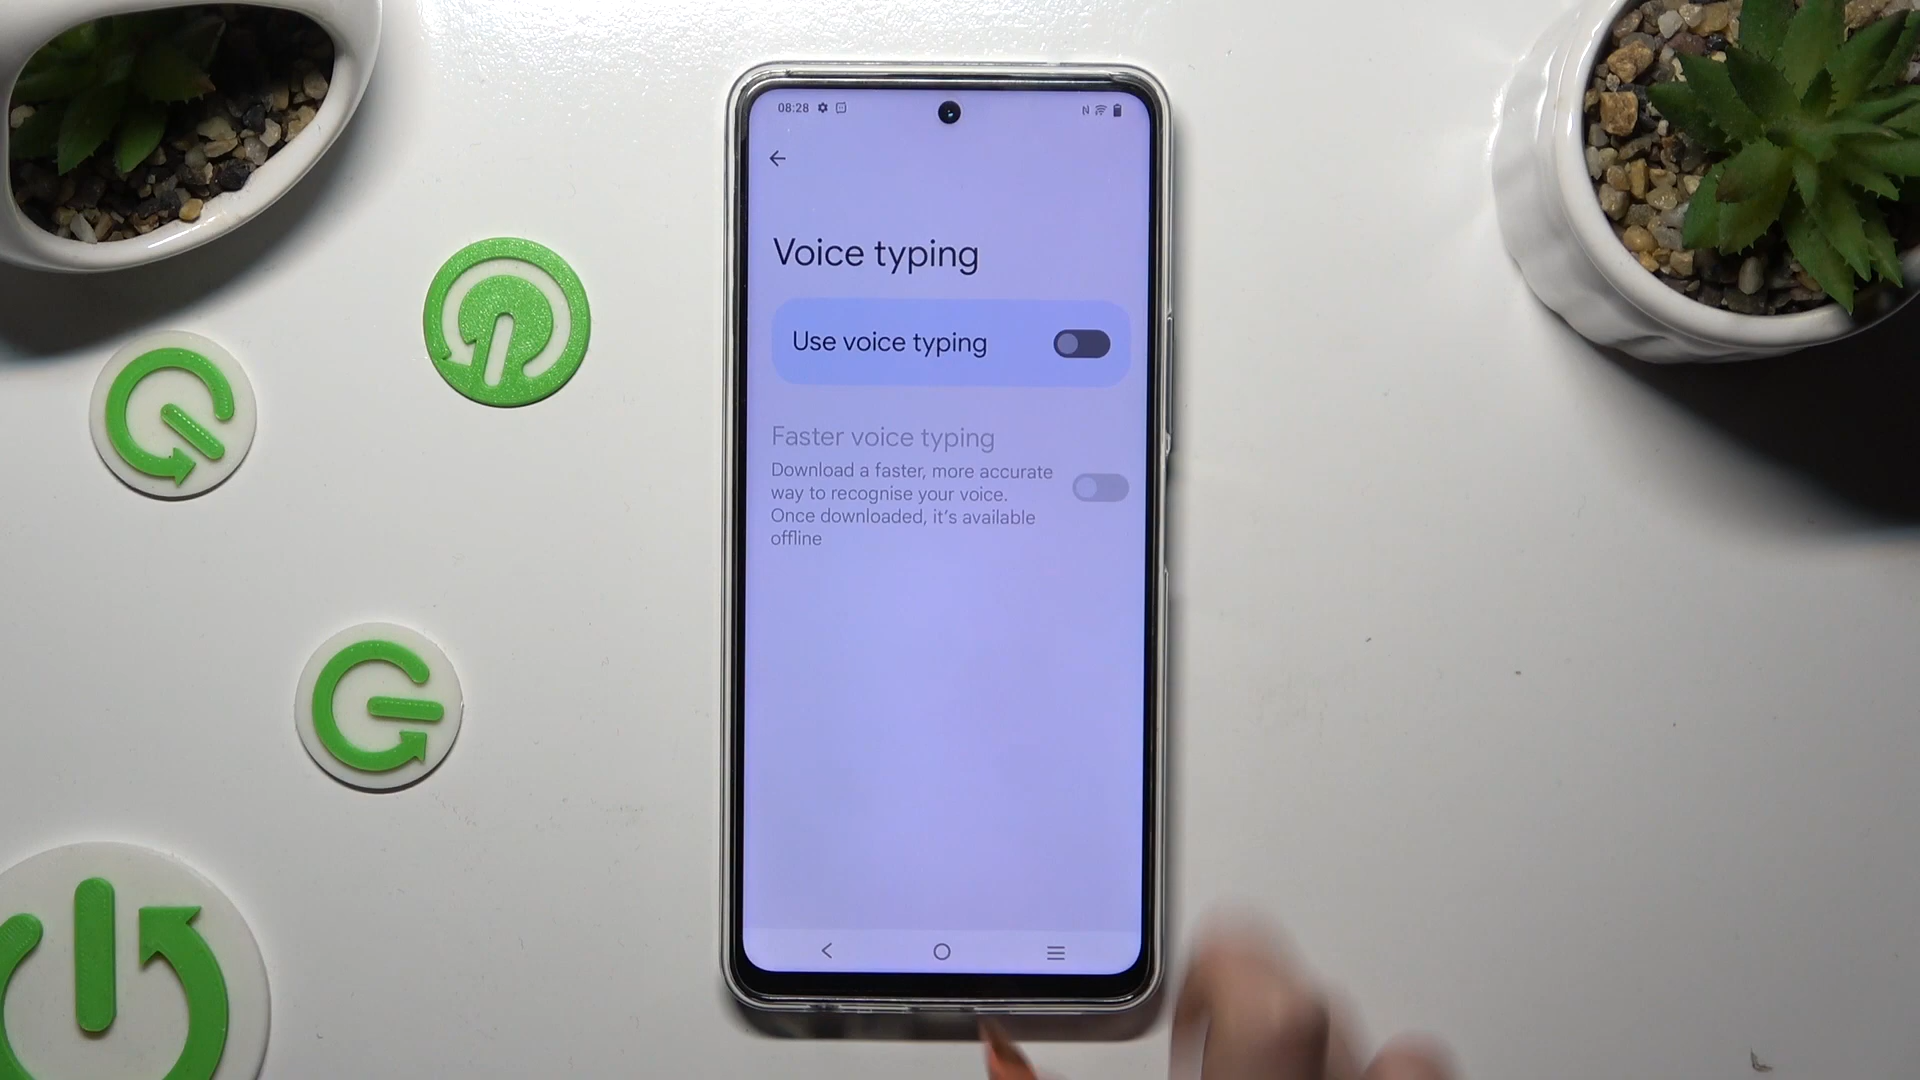 08:28
Voice typing
Use voice typing
Faster voice typing
Download a faster, more accurate
way to recognise your voice.
Once downloaded, it's available
offline